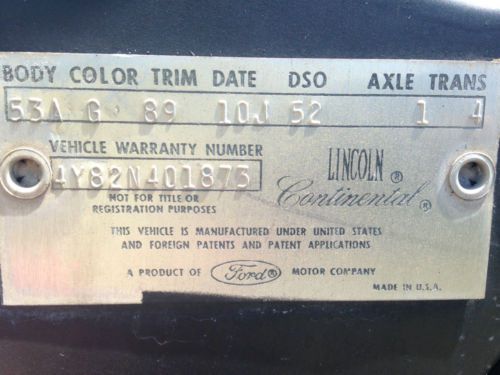 BODY COLOR TRIM DATE DSO AXLE TRANS
53A G 89 10J 52 1 4
VEHICLE WARRANTY NUMBER
4Y82N401873
LINCOLN ®
Continental ®
NOT FOR TITLE OR
REGISTRATION PURPOSES
THIS VEHICLE IS MANUFACTURED UNDER UNITED STATES
AND FOREIGN PATENTS AND PATENT APPLICATIONS
A PRODUCT OF Ford® MOTOR COMPANY
MADE IN U.S.A.